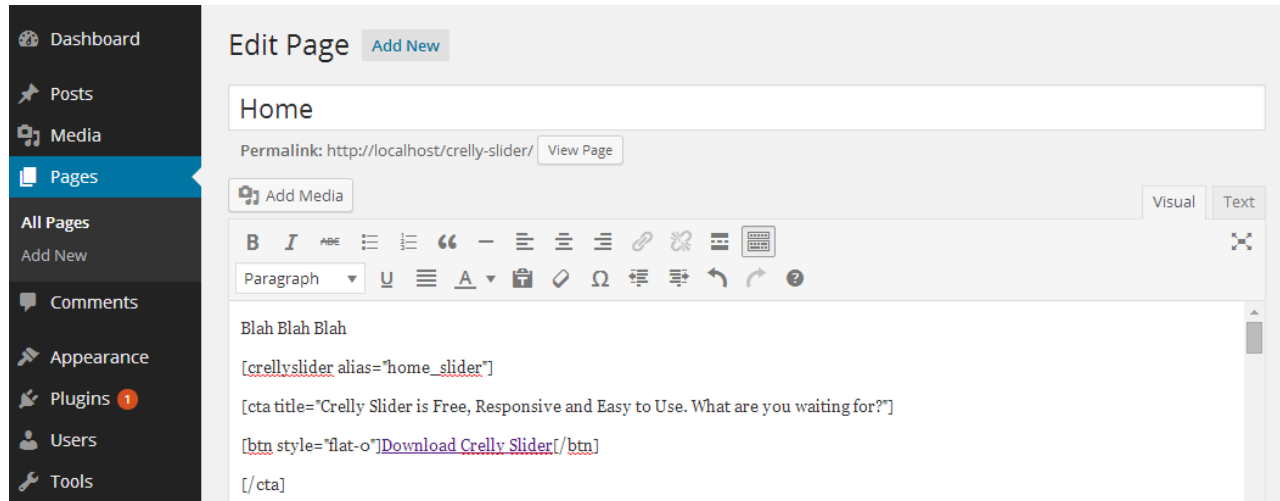 Dashboard
Posts
Media
Pages
All Pages
Add New
Comments
Appearance
Plugins 1
Users
Tools
Edit Page Add New
Home
Permalink: http://localhost/crelly-slider/ View Page
Add Media
Visual Text
B I ABE
Paragraph U A T Ω
Blah Blah Blah
[crellyslider alias="home_slider"]
[cta title="Crelly Slider is Free, Responsive and Easy to Use. What are you waiting for?"]
[btn style="flat-0"]Download Crelly Slider[/btn]
[/cta]